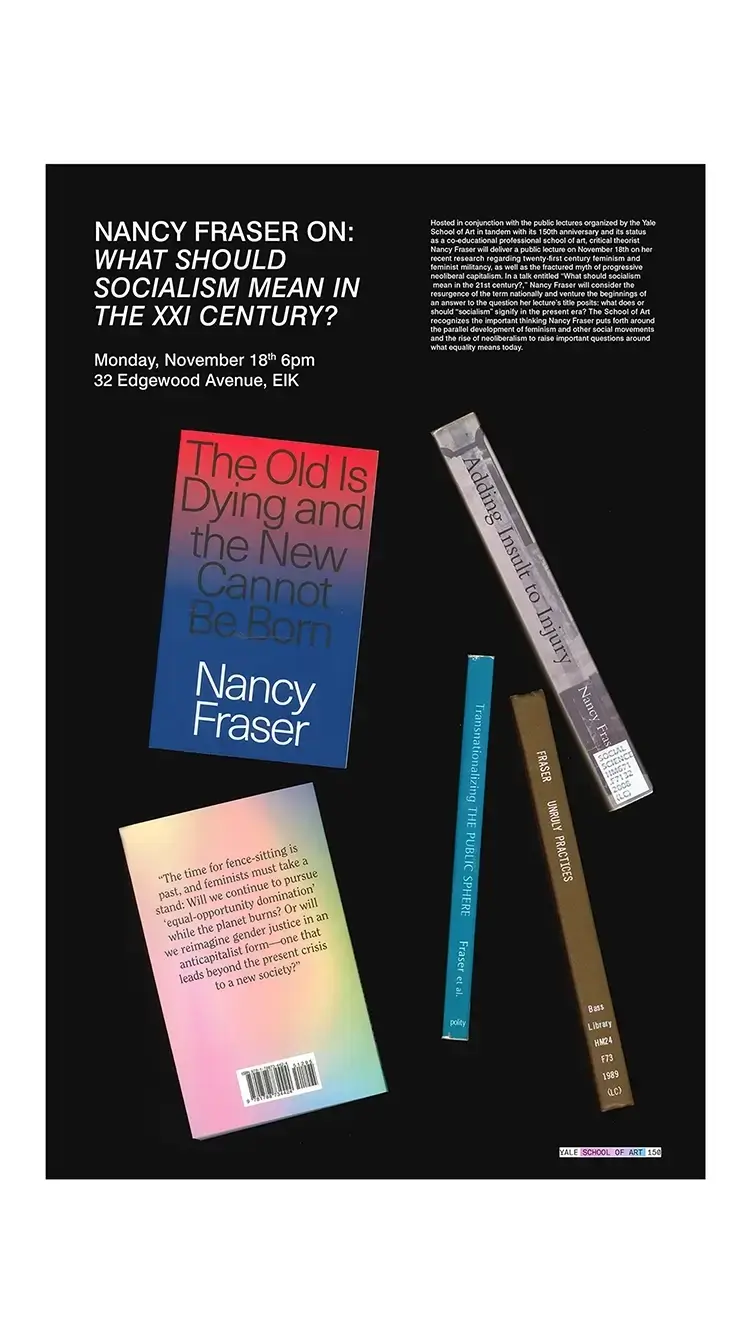 NANCY FRASER ON:
WHAT SHOULD
SOCIALISM MEAN IN
THE XXI CENTURY?
Monday, November 18th 6pm
32 Edgewood Avenue, EIK
Hosted in conjunction with the public lectures organized by the Yale
School of Art in tandem with its 150th anniversary and its status
as a co-educational professional school of art, critical theorist
Nancy Fraser will deliver a public lecture on November 18th on her
recent research regarding twenty-first century feminism and
feminist militancy, as well as the fractured myth of progressive
neoliberal capitalism. In a talk entitled “What should socialism
mean in the 21st century?,” Nancy Fraser will consider the
resurgence of the term nationally and venture the beginnings of
an answer to the question her lecture's title posits: what does or
should “socialism” signify in the present era? The School of Art
recognizes the important thinking Nancy Fraser puts forth around
the parallel development of feminism and other social movements
and the rise of neoliberalism to raise important questions around
what equality means today.
The Old Is
Dying and
the New
Cannot
Be Born
Nancy
Fraser
Adding Insult to Injury
Nancy Fras
SOCIAL
SCIENCE
(LC)
Transnationalizing THE PUBLIC SPHERE
Fraser et al.
polity
FRASER UNRULY PRACTICES
Bass
Library
HM24
F73
1989
(LC)
“The time for fence-sitting is
past, and feminists must take a
stand: Will we continue to pursue
‘equal-opportunity domination’
while the planet burns? Or will
we reimagine gender justice in an
anticapitalist form—one that
leads beyond the present crisis
to a new society?”
YALE SCHOOL OF ART 150